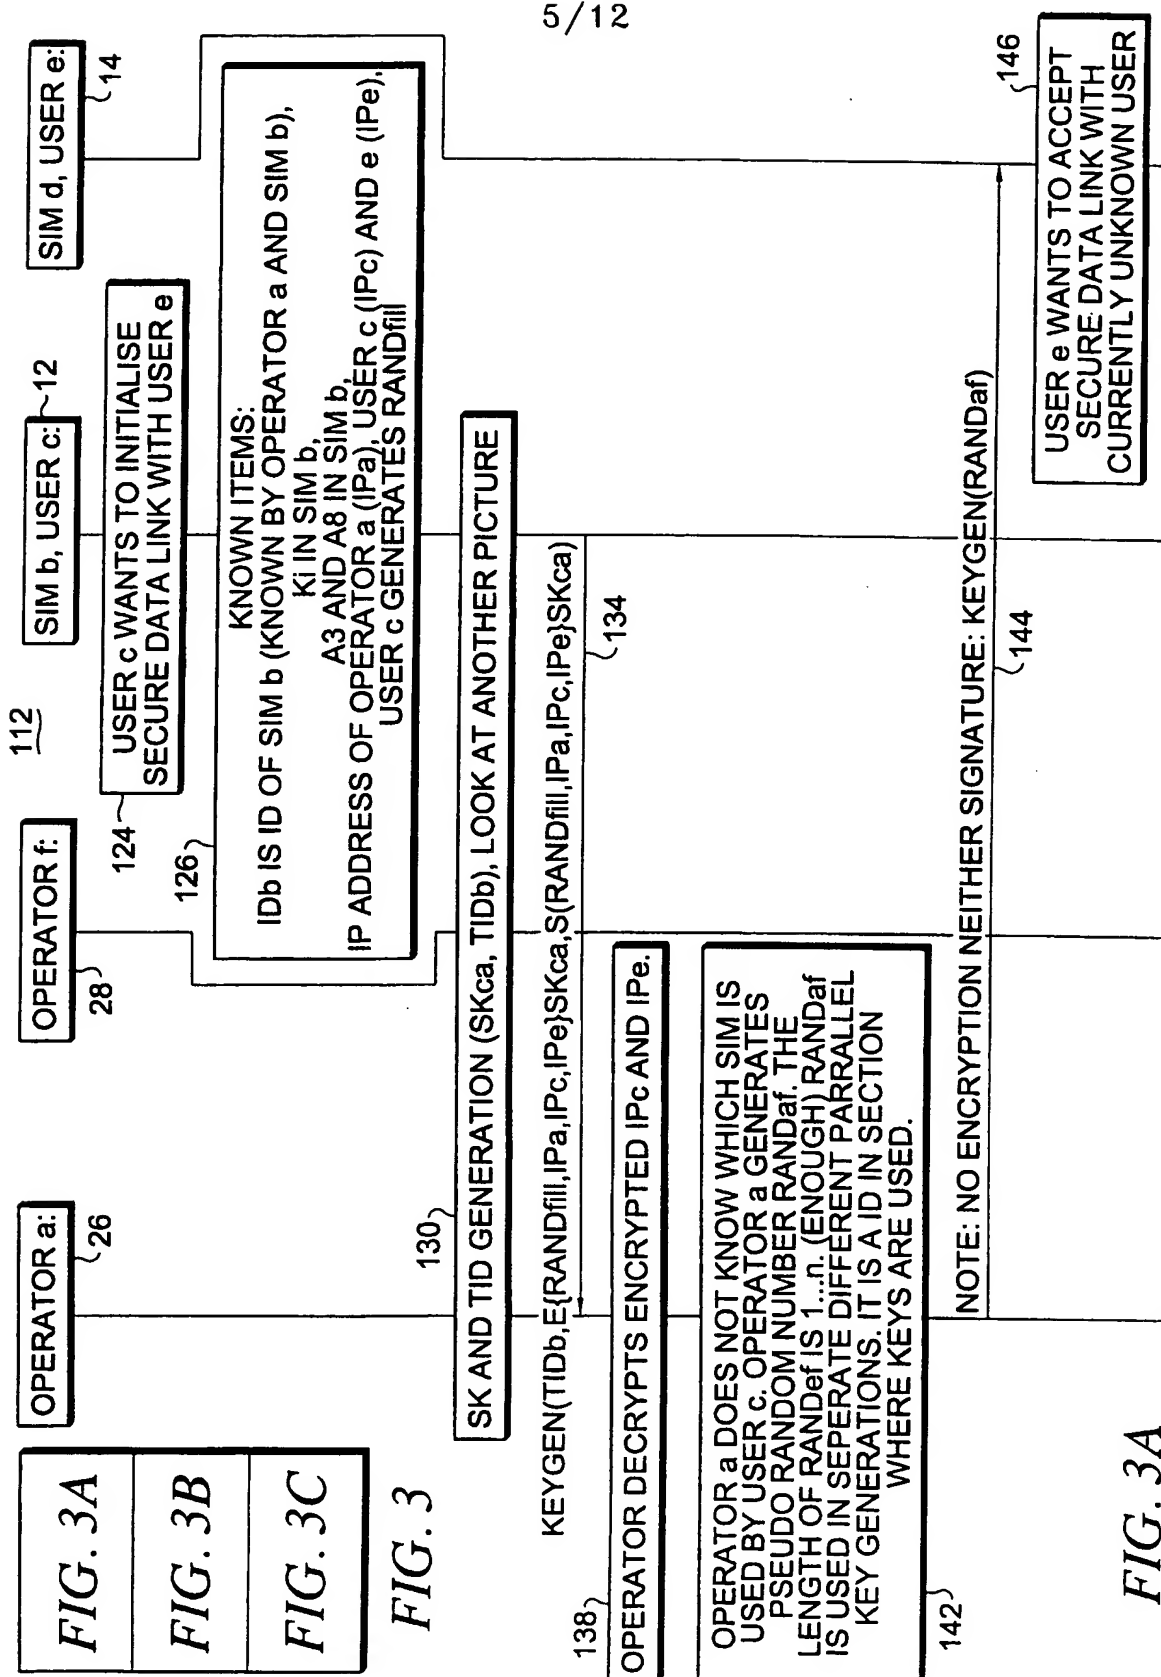 5/12
FIG. 3A
FIG. 3B
FIG. 3C
FIG. 3
112
OPERATOR a:
26
OPERATOR f:
28
SIM b, USER c:
12
SIM d, USER e:
14
124
USER c WANTS TO INITIALISE
SECURE DATA LINK WITH USER e
126
KNOWN ITEMS:
IDb IS ID OF SIM b (KNOWN BY OPERATOR a AND SIM b),
Ki IN SIM b,
A3 AND A8 IN SIM b,
IP ADDRESS OF OPERATOR a (IPa), USER c (IPc) AND e (IPe),
USER c GENERATES RANDfill
130
SK AND TID GENERATION (SKca, TIDb), LOOK AT ANOTHER PICTURE
KEYGEN(TIDb,E{RANDfill,IPa,IPc,IPe}SKca,S(RANDfill,IPa,IPc,IPe}SKca)
134
138
OPERATOR DECRYPTS ENCRYPTED IPc AND IPe.
OPERATOR a DOES NOT KNOW WHICH SIM IS
USED BY USER c. OPERATOR a GENERATES
PSEUDO RANDOM NUMBER RANDaf. THE
LENGTH OF RANDef IS 1...n. (ENOUGH) RANDaf
IS USED IN SEPERATE DIFFERENT PARRALLEL
KEY GENERATIONS. IT IS A ID IN SECTION
WHERE KEYS ARE USED.
142
NOTE: NO ENCRYPTION NEITHER SIGNATURE: KEYGEN(RANDaf)
144
146
USER e WANTS TO ACCEPT
SECURE DATA LINK WITH
CURRENTLY UNKNOWN USER
FIG. 3A